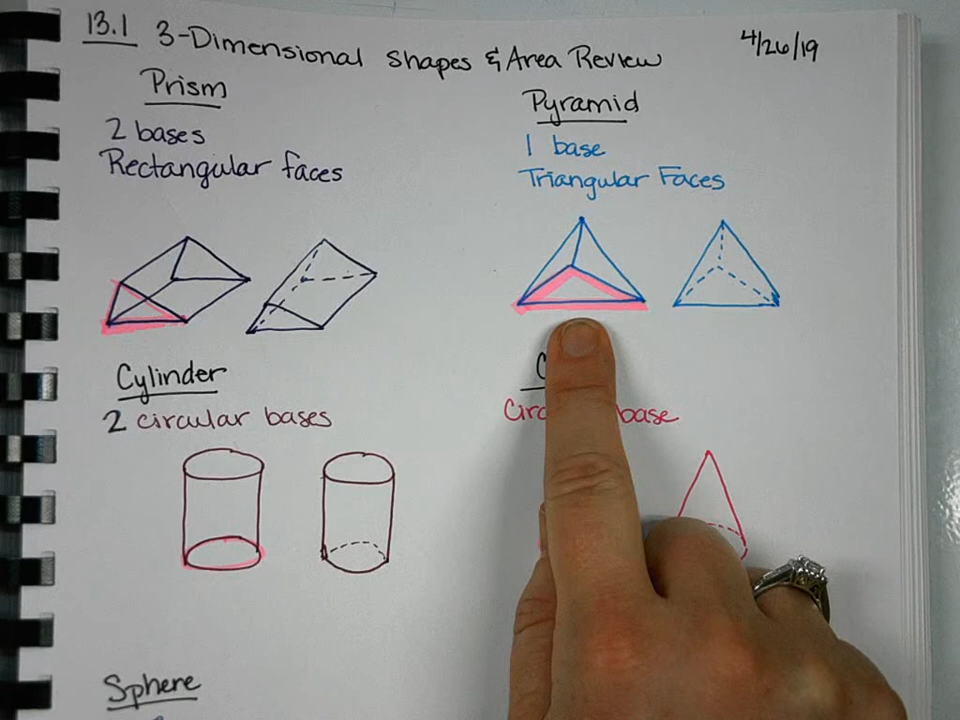 13.1 3-Dimensional Shapes & Area Review 4/26/19
Prism
2 bases
Rectangular faces
Pyramid
1 base
Triangular Faces
Cylinder
2 circular bases
base
Sphere